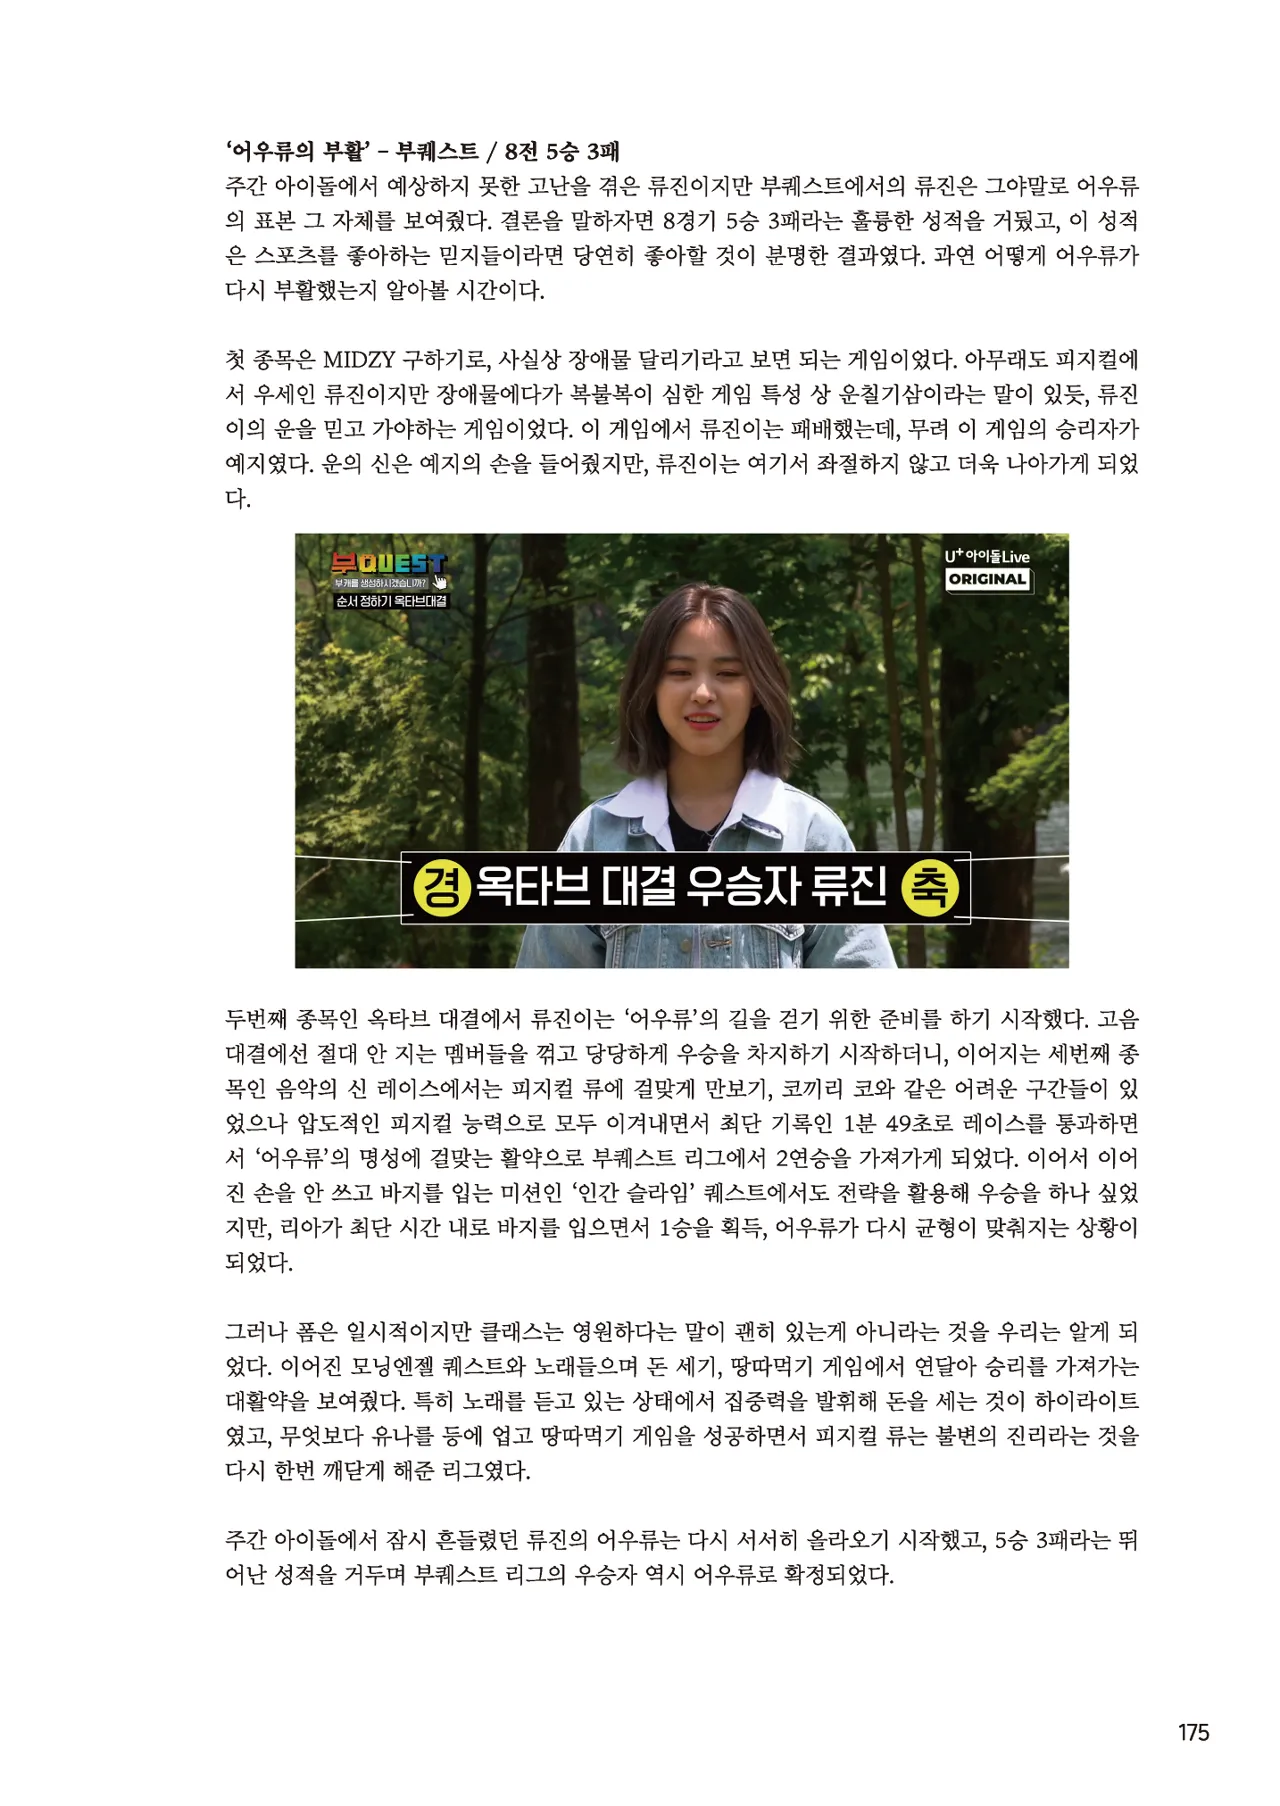 ‘어우류의 부활’ – 부퀘스트 / 8전 5승 3패
주간 아이돌에서 예상하지 못한 고난을 겪은 류진이지만 부퀘스트에서의 류진은 그야말로 어우류
의 표본 그 자체를 보여줬다. 결론을 말하자면 8경기 5승 3패라는 훌륭한 성적을 거뒀고, 이 성적
은 스포츠를 좋아하는 믿지들이라면 당연히 좋아할 것이 분명한 결과였다. 과연 어떻게 어우류가
다시 부활했는지 알아볼 시간이다.
첫 종목은 MIDZY 구하기로, 사실상 장애물 달리기라고 보면 되는 게임이었다. 아무래도 피지컬에
서 우세인 류진이지만 장애물에다가 복불복이 심한 게임 특성 상 운칠기삼이라는 말이 있듯, 류진
이의 운을 믿고 가야하는 게임이었다. 이 게임에서 류진이는 패배했는데, 무려 이 게임의 승리자가
예지였다. 운의 신은 예지의 손을 들어줬지만, 류진이는 여기서 좌절하지 않고 더욱 나아가게 되었
다.
부QUEST
부캐를 생성하시겠습니까?
순서 정하기 옥타브대결
U+아이돌Live
ORIGINAL
경 옥타브 대결 우승자 류진 축
두번째 종목인 옥타브 대결에서 류진이는 ‘어우류’의 길을 걷기 위한 준비를 하기 시작했다. 고음
대결에선 절대 안 지는 멤버들을 꺾고 당당하게 우승을 차지하기 시작하더니, 이어지는 세번째 종
목인 음악의 신 레이스에서는 피지컬 류에 걸맞게 만보기, 코끼리 코와 같은 어려운 구간들이 있
었으나 압도적인 피지컬 능력으로 모두 이겨내면서 최단 기록인 1분 49초로 레이스를 통과하면
서 ‘어우류’의 명성에 걸맞는 활약으로 부퀘스트 리그에서 2연승을 가져가게 되었다. 이어서 이어
진 손을 안 쓰고 바지를 입는 미션인 ‘인간 슬라임’ 퀘스트에서도 전략을 활용해 우승을 하나 싶었
지만, 리아가 최단 시간 내로 바지를 입으면서 1승을 획득, 어우류가 다시 균형이 맞춰지는 상황이
되었다.
그러나 폼은 일시적이지만 클래스는 영원하다는 말이 괜히 있는게 아니라는 것을 우리는 알게 되
었다. 이어진 모닝엔젤 퀘스트와 노래들으며 돈 세기, 땅따먹기 게임에서 연달아 승리를 가져가는
대활약을 보여줬다. 특히 노래를 듣고 있는 상태에서 집중력을 발휘해 돈을 세는 것이 하이라이트
였고, 무엇보다 유나를 등에 업고 땅따먹기 게임을 성공하면서 피지컬 류는 불변의 진리라는 것을
다시 한번 깨닫게 해준 리그였다.
주간 아이돌에서 잠시 흔들렸던 류진의 어우류는 다시 서서히 올라오기 시작했고, 5승 3패라는 뛰
어난 성적을 거두며 부퀘스트 리그의 우승자 역시 어우류로 확정되었다.
175